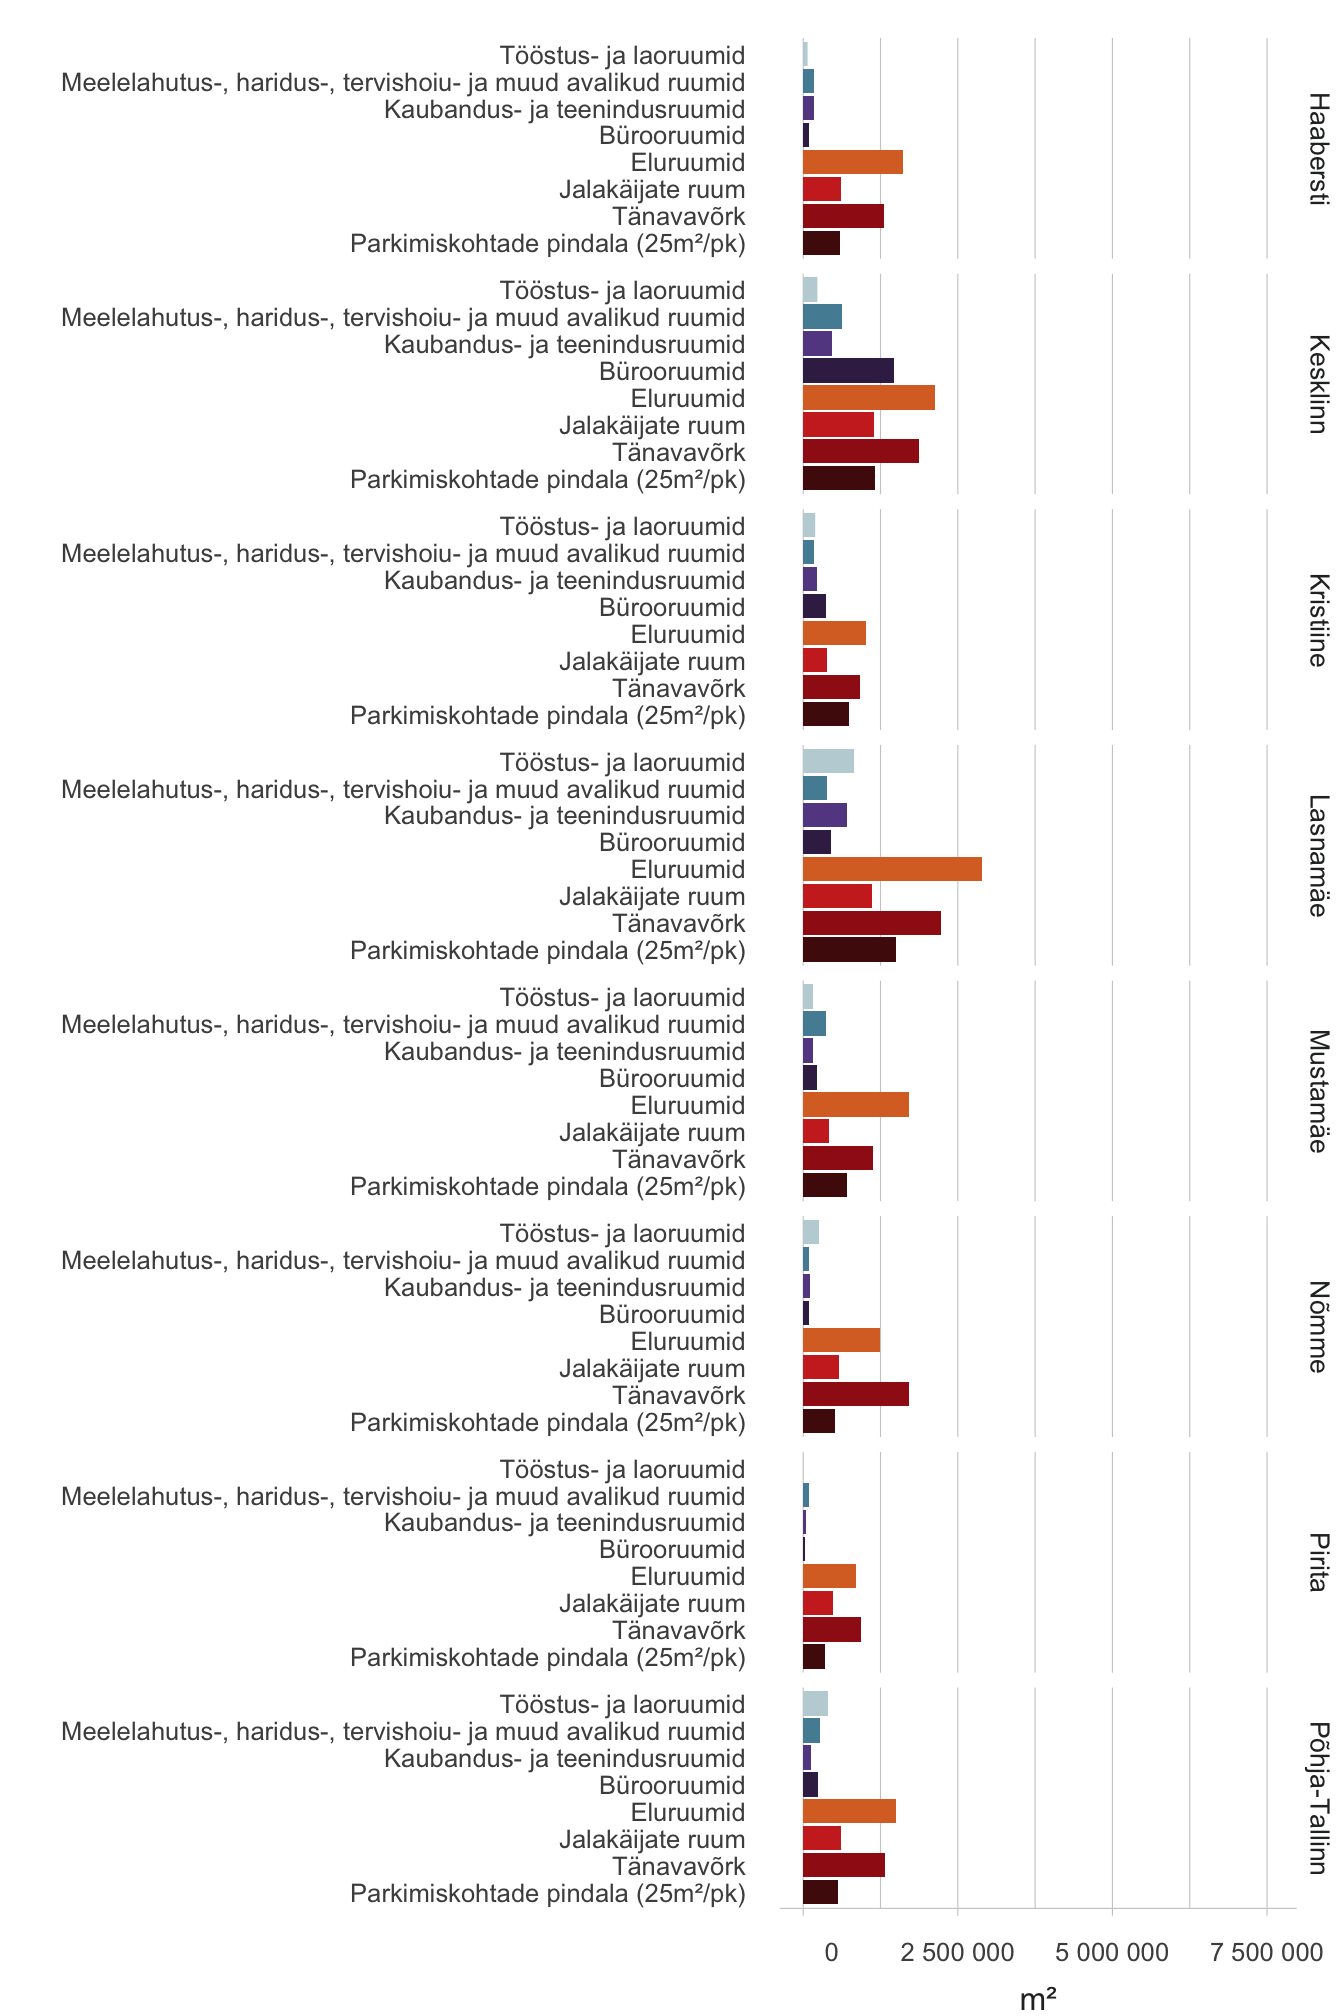 Tööstus- ja laoruumid
Meelelahutus-, haridus-, tervishoiu- ja muud avalikud ruumid
Kaubandus- ja teenindusruumid
Bürooruumid
Eluruumid
Jalakäijate ruum
Tänavavõrk
Parkimiskohtade pindala (25m²/pk)
Haabersti
Tööstus- ja laoruumid
Meelelahutus-, haridus-, tervishoiu- ja muud avalikud ruumid
Kaubandus- ja teenindusruumid
Bürooruumid
Eluruumid
Jalakäijate ruum
Tänavavõrk
Parkimiskohtade pindala (25m²/pk)
Kesklinn
Tööstus- ja laoruumid
Meelelahutus-, haridus-, tervishoiu- ja muud avalikud ruumid
Kaubandus- ja teenindusruumid
Bürooruumid
Eluruumid
Jalakäijate ruum
Tänavavõrk
Parkimiskohtade pindala (25m²/pk)
Kristiine
Tööstus- ja laoruumid
Meelelahutus-, haridus-, tervishoiu- ja muud avalikud ruumid
Kaubandus- ja teenindusruumid
Bürooruumid
Eluruumid
Jalakäijate ruum
Tänavavõrk
Parkimiskohtade pindala (25m²/pk)
Lasnamäe
Tööstus- ja laoruumid
Meelelahutus-, haridus-, tervishoiu- ja muud avalikud ruumid
Kaubandus- ja teenindusruumid
Bürooruumid
Eluruumid
Jalakäijate ruum
Tänavavõrk
Parkimiskohtade pindala (25m²/pk)
Mustamäe
Tööstus- ja laoruumid
Meelelahutus-, haridus-, tervishoiu- ja muud avalikud ruumid
Kaubandus- ja teenindusruumid
Bürooruumid
Eluruumid
Jalakäijate ruum
Tänavavõrk
Parkimiskohtade pindala (25m²/pk)
Nõmme
Tööstus- ja laoruumid
Meelelahutus-, haridus-, tervishoiu- ja muud avalikud ruumid
Kaubandus- ja teenindusruumid
Bürooruumid
Eluruumid
Jalakäijate ruum
Tänavavõrk
Parkimiskohtade pindala (25m²/pk)
Pirita
Tööstus- ja laoruumid
Meelelahutus-, haridus-, tervishoiu- ja muud avalikud ruumid
Kaubandus- ja teenindusruumid
Bürooruumid
Eluruumid
Jalakäijate ruum
Tänavavõrk
Parkimiskohtade pindala (25m²/pk)
Põhja-Tallinn
0 2 500 000 5 000 000 7 500 000
m²